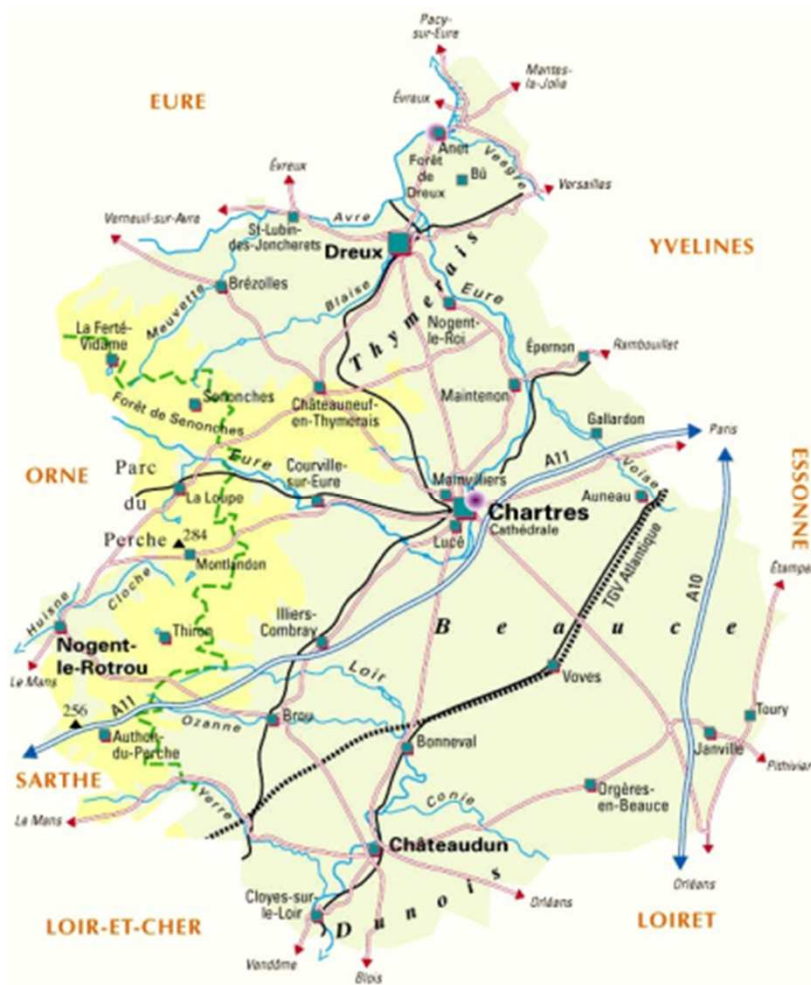 Pacy-
sur-Eure
Mantes-
la-Jolie
EURE
Évreux
Anet
Vesgre
Forêt
de
Dreux
Bû
Évreux
Versailles
Avre
Verneuil-sur-Avre
St-Lubin-
des-Joncherets
Dreux
YVELINES
Thymerais
Brézolles
Blaise
Eure
Meuvette
Nogent-
le-Roi
La Ferté-
Vidame
Épernon
Rambouillet
Senonches
Châteauneuf-
en-Thymerais
Maintenon
Forêt de Senonches
Gallardon
Paris
A11
ORNE
Parc
du
Perche
Eure
Courville-
sur-Eure
Mainvilliers
Voise
ESSONNE
La Loupe
Auneau
Chartres
Cathédrale
Lucé
284
Montlandon
TGV Atlantique
A10
Étampes
Cloche
Huisne
Illiers-
Combray
Beauce
Thiron
Nogent-
le-Rotrou
Le Mans
Loir
Voves
256
A11
Ozanne
Brou
Toury
Authon-
du-Perche
Bonneval
Janville
Pithiviers
SARTHE
Orgères-
en-Beauce
Conie
Le Mans
Yerre
Châteaudun
Orléans
Cloyes-sur-
le-Loir
Dunois
Orléans
LOIR-ET-CHER
LOIRET
Vendôme
Blois